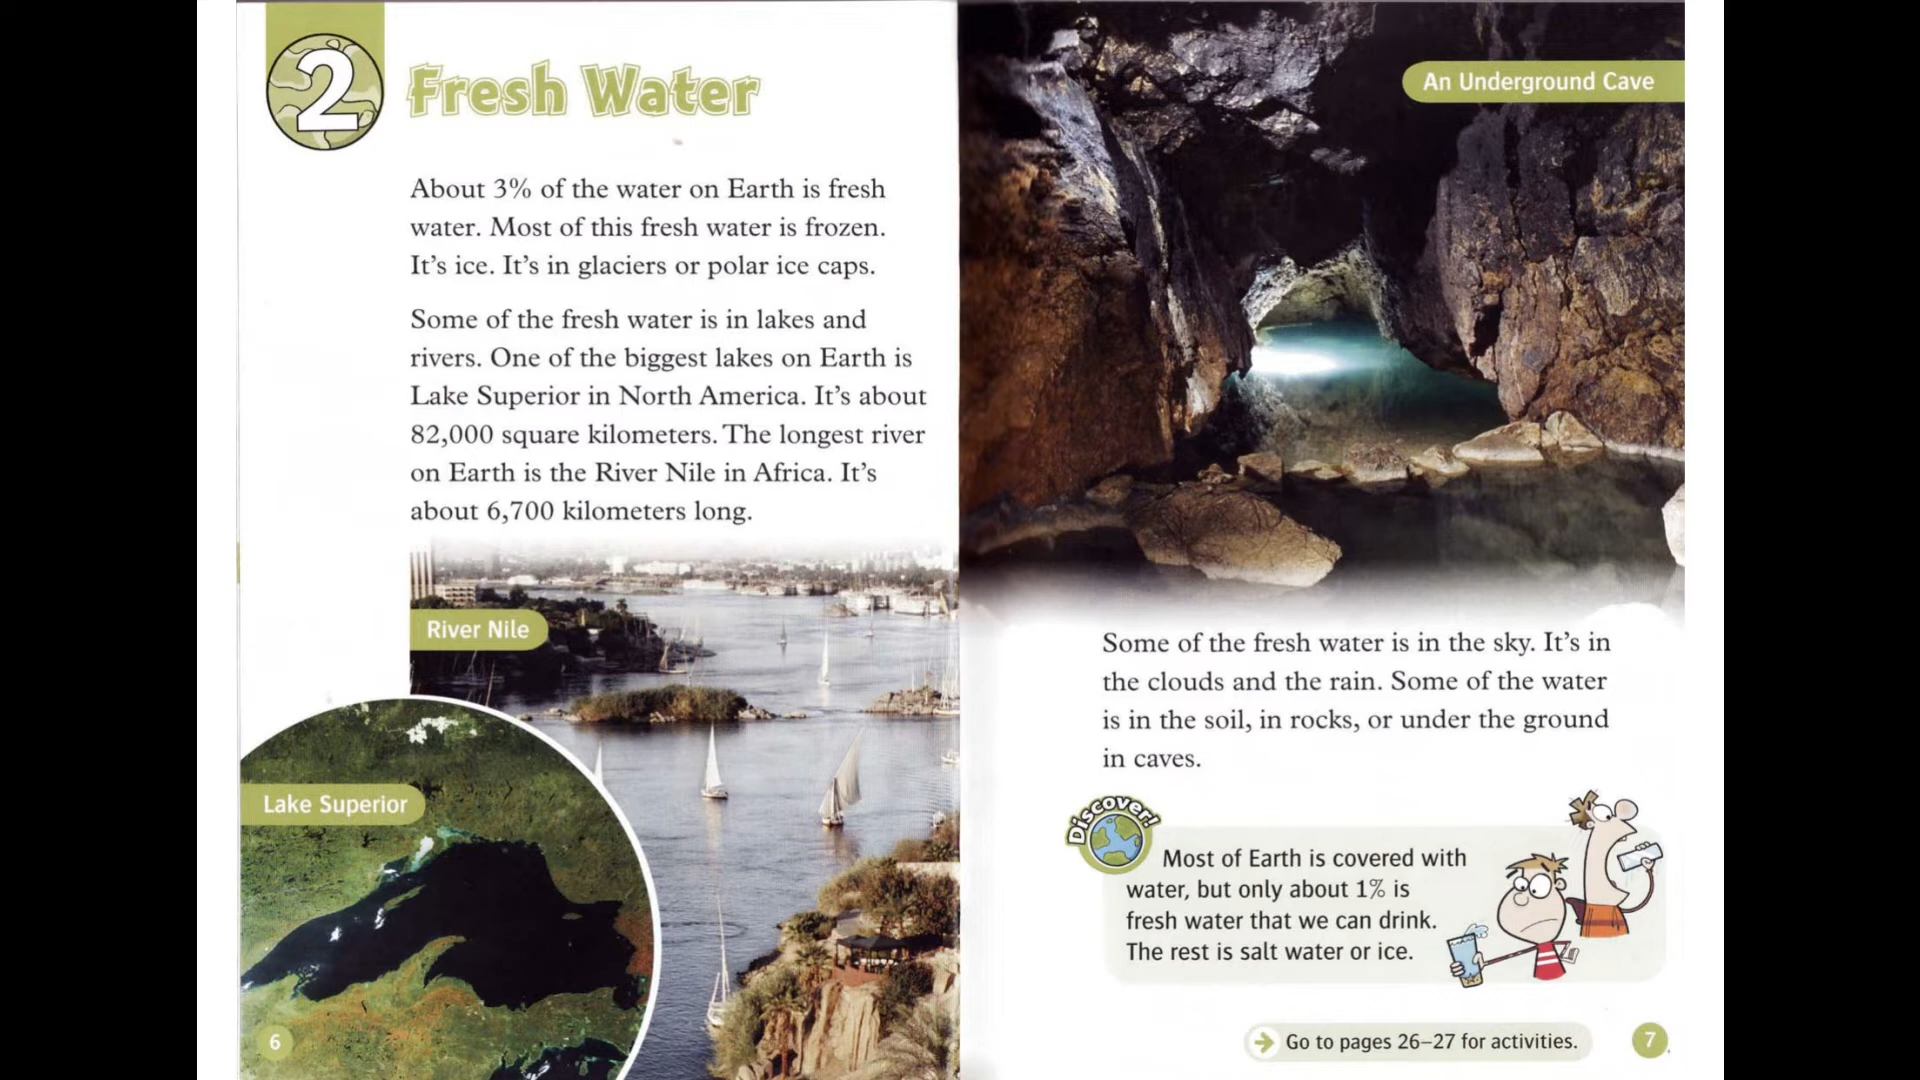 2
Fresh Water
About 3% of the water on Earth is fresh
water. Most of this fresh water is frozen.
It's ice. It's in glaciers or polar ice caps.
Some of the fresh water is in lakes and
rivers. One of the biggest lakes on Earth is
Lake Superior in North America. It's about
82,000 square kilometers. The longest river
on Earth is the River Nile in Africa. It's
about 6,700 kilometers long.
River Nile
Lake Superior
6
An Underground Cave
Some of the fresh water is in the sky. It's in
the clouds and the rain. Some of the water
is in the soil, in rocks, or under the ground
in caves.
Discover!
Most of Earth is covered with
water, but only about 1% is
fresh water that we can drink.
The rest is salt water or ice.
Go to pages 26–27 for activities.
7